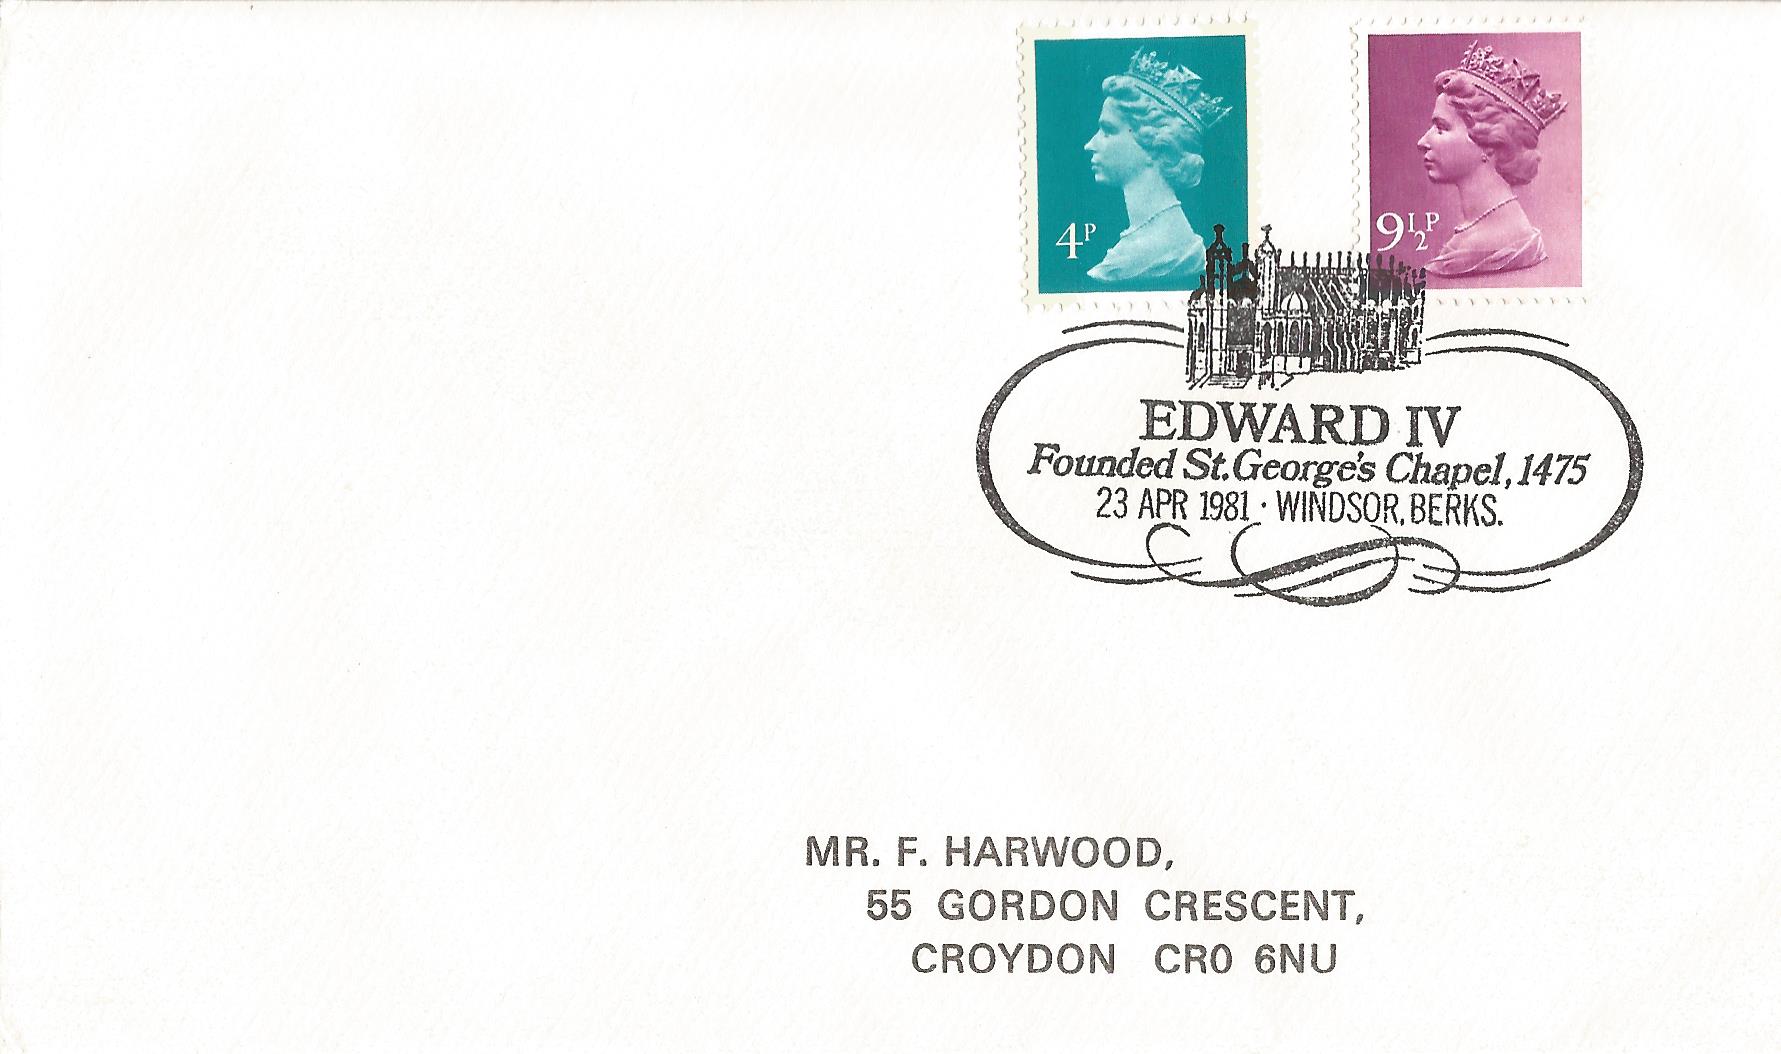 4P
9½P
EDWARD IV
Founded St. George's Chapel, 1475
23 APR 1981 · WINDSOR, BERKS.
MR. F. HARWOOD,
55 GORDON CRESCENT,
CROYDON CR0 6NU